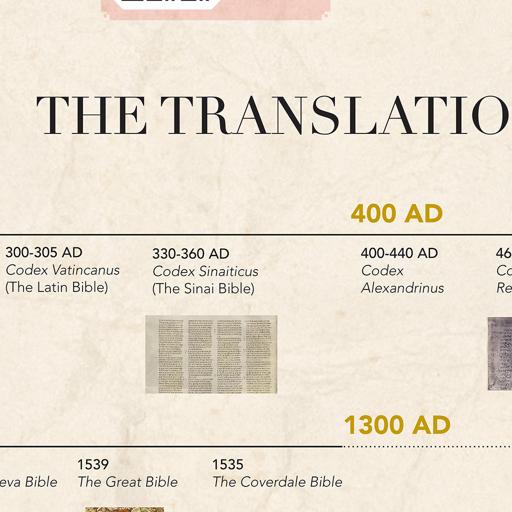 THE TRANSLATIO
400 AD
300-305 AD
Codex Vatincanus
(The Latin Bible)
330-360 AD
Codex Sinaiticus
(The Sinai Bible)
400-440 AD
Codex
Alexandrinus
46
Co
Re
1300 AD
eva Bible
1539
The Great Bible
1535
The Coverdale Bible